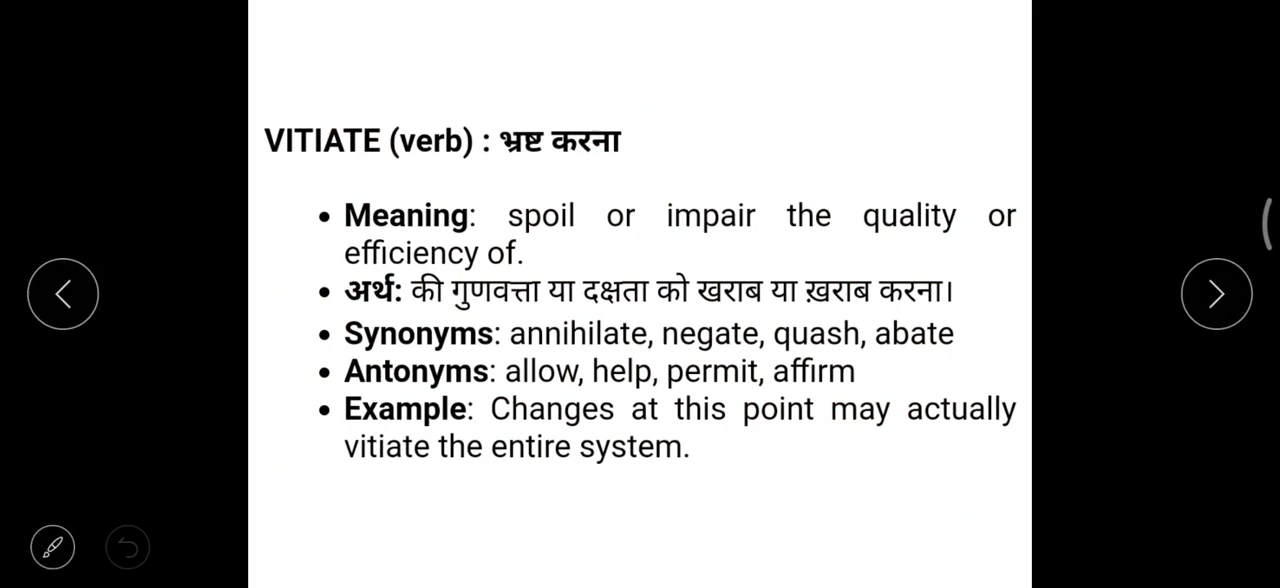 VITIATE (verb) : भ्रष्ट करना
• Meaning: spoil or impair the quality or
efficiency of.
• अर्थ: की गुणवत्ता या दक्षता को खराब या ख़राब करना।
• Synonyms: annihilate, negate, quash, abate
• Antonyms: allow, help, permit, affirm
• Example: Changes at this point may actually
vitiate the entire system.